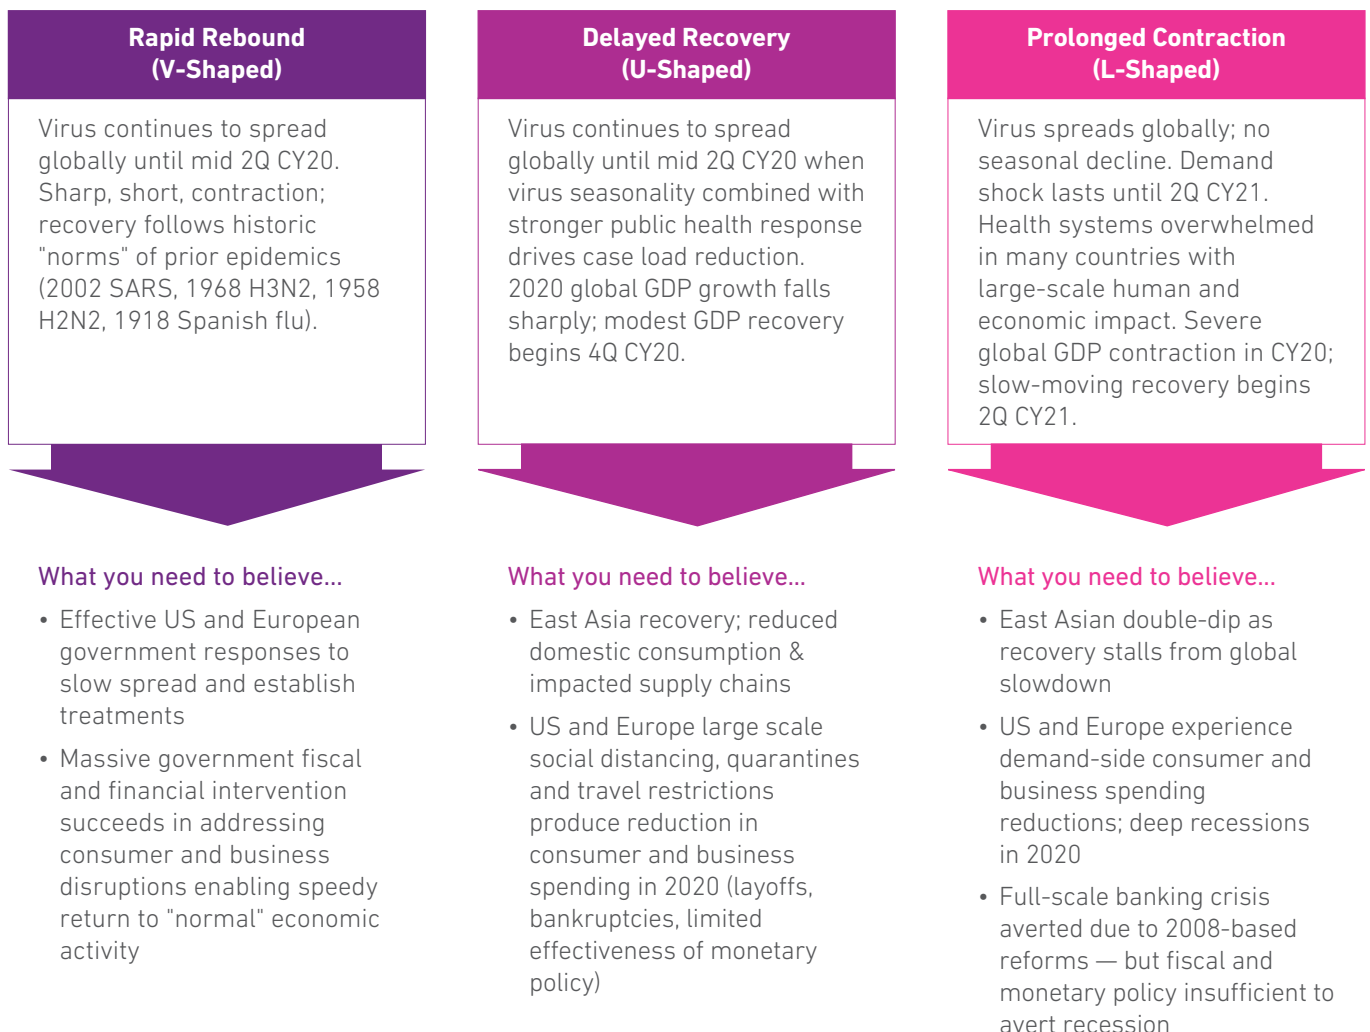 Rapid Rebound
(V-Shaped)
Virus continues to spread
globally until mid 2Q CY20.
Sharp, short, contraction;
recovery follows historic
"norms" of prior epidemics
(2002 SARS, 1968 H3N2, 1958
H2N2, 1918 Spanish flu).
What you need to believe...
• Effective US and European
government responses to
slow spread and establish
treatments
• Massive government fiscal
and financial intervention
succeeds in addressing
consumer and business
disruptions enabling speedy
return to "normal" economic
activity
Delayed Recovery
(U-Shaped)
Virus continues to spread
globally until mid 2Q CY20 when
virus seasonality combined with
stronger public health response
drives case load reduction.
2020 global GDP growth falls
sharply; modest GDP recovery
begins 4Q CY20.
What you need to believe...
• East Asia recovery; reduced
domestic consumption &
impacted supply chains
• US and Europe large scale
social distancing, quarantines
and travel restrictions
produce reduction in
consumer and business
spending in 2020 (layoffs,
bankruptcies, limited
effectiveness of monetary
policy)
Prolonged Contraction
(L-Shaped)
Virus spreads globally; no
seasonal decline. Demand
shock lasts until 2Q CY21.
Health systems overwhelmed
in many countries with
large-scale human and
economic impact. Severe
global GDP contraction in CY20;
slow-moving recovery begins
2Q CY21.
What you need to believe...
• East Asian double-dip as
recovery stalls from global
slowdown
• US and Europe experience
demand-side consumer and
business spending
reductions; deep recessions
in 2020
• Full-scale banking crisis
averted due to 2008-based
reforms — but fiscal and
monetary policy insufficient to
avert recession